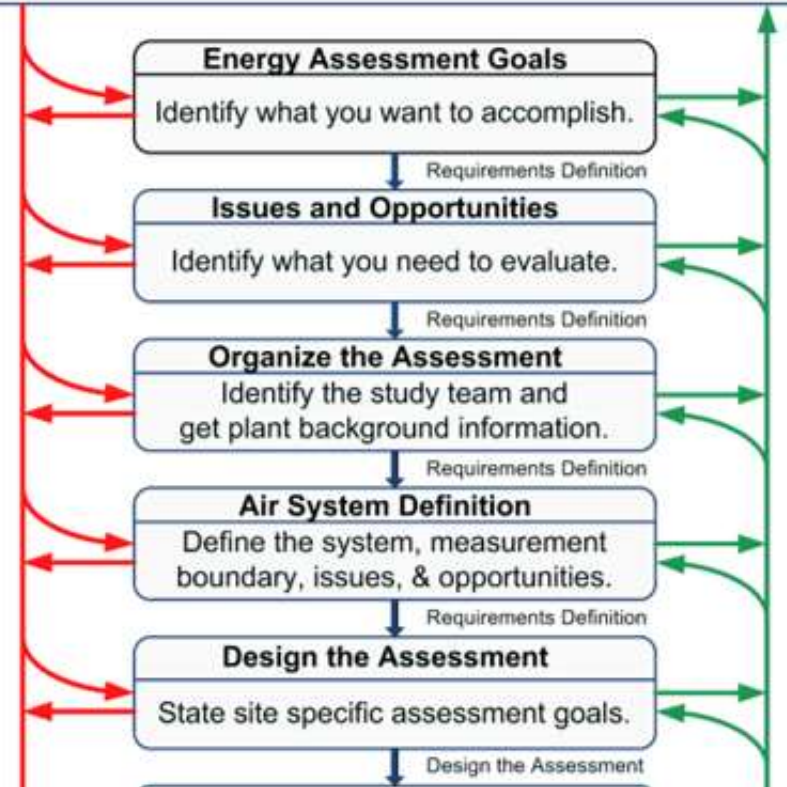 Energy Assessment Goals
Identify what you want to accomplish.
Requirements Definition
Issues and Opportunities
Identify what you need to evaluate.
Requirements Definition
Organize the Assessment
Identify the study team and
get plant background information.
Requirements Definition
Air System Definition
Define the system, measurement
boundary, issues, & opportunities.
Requirements Definition
Design the Assessment
State site specific assessment goals.
Design the Assessment